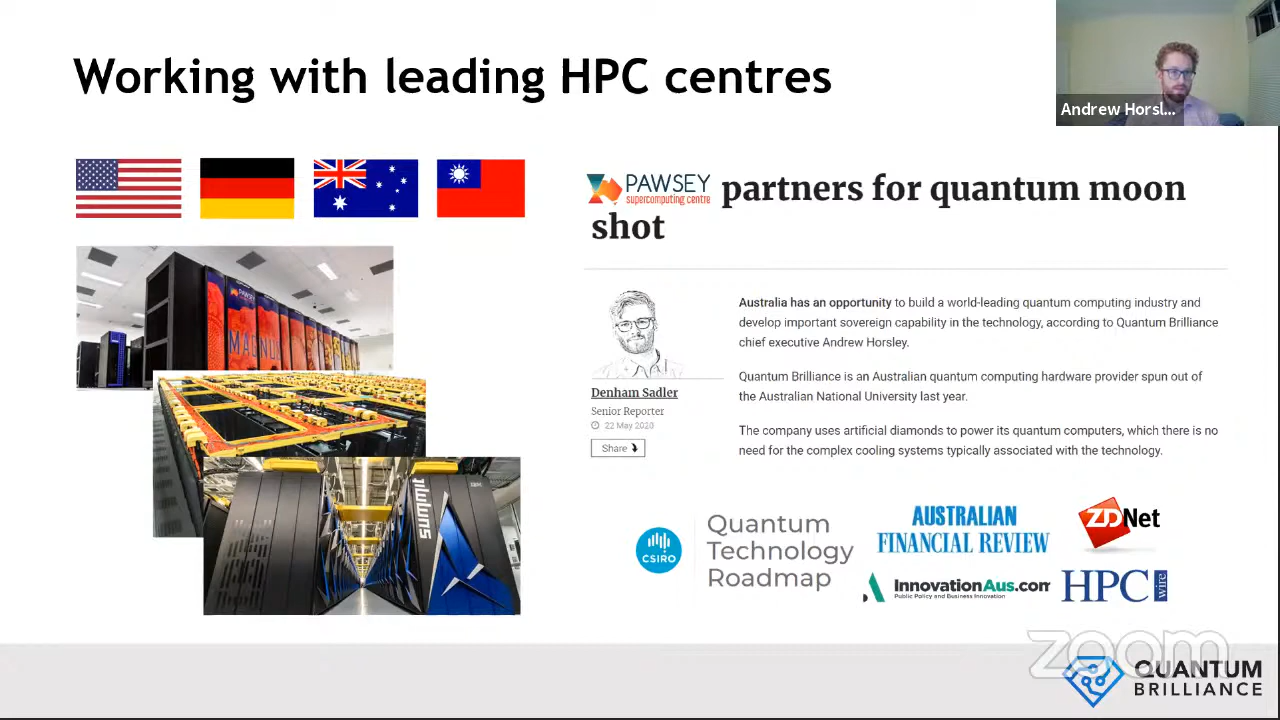 Working with leading HPC centres
Andrew Horsl...
PAWSEY
supercomputing centre
partners for quantum moon
shot
Australia has an opportunity to build a world-leading quantum computing industry and
develop important sovereign capability in the technology, according to Quantum Brilliance
chief executive Andrew Horsley.
Quantum Brilliance is an Australian quantum computing hardware provider spun out of
the Australian National University last year.
The company uses artificial diamonds to power its quantum computers, which there is no
need for the complex cooling systems typically associated with the technology.
Denham Sadler
Senior Reporter
22 May 2020
Share
PAWSEY
MAGNUS
SUMMIT
IBM
CSIRO
Quantum
Technology
Roadmap
AUSTRALIAN
FINANCIAL REVIEW
ZDNet
InnovationAus.com
Public Policy and Business Innovation
HPC
wire
zoom
QUANTUM
BRILLIANCE